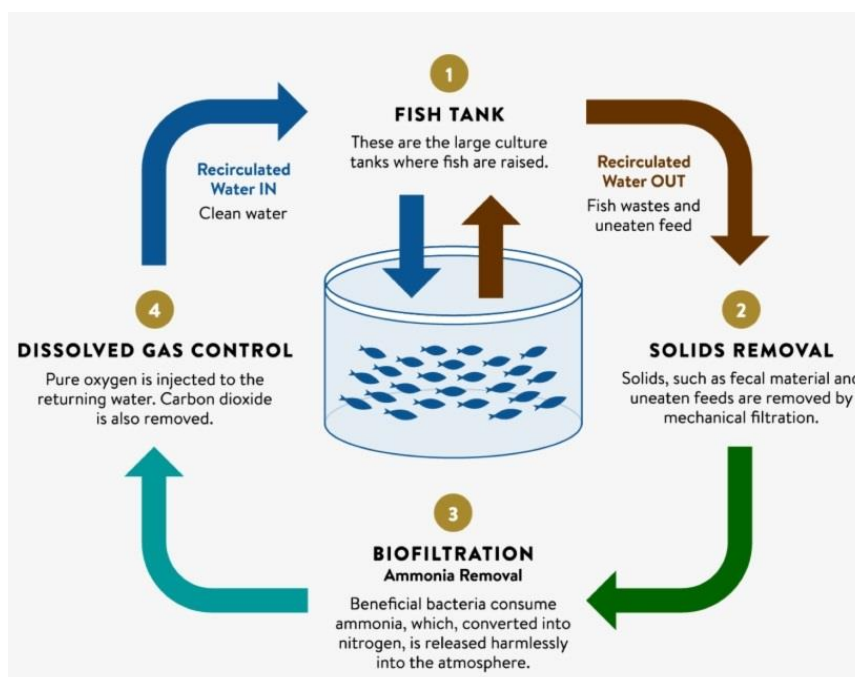 1
FISH TANK
These are the large culture
tanks where fish are raised.
Recirculated
Water IN
Clean water
Recirculated
Water OUT
Fish wastes and
uneaten feed
4
DISSOLVED GAS CONTROL
Pure oxygen is injected to the
returning water. Carbon dioxide
is also removed.
2
SOLIDS REMOVAL
Solids, such as fecal material and
uneaten feeds are removed by
mechanical filtration.
3
BIOFILTRATION
Ammonia Removal
Beneficial bacteria consume
ammonia, which, converted into
nitrogen, is released harmlessly
into the atmosphere.